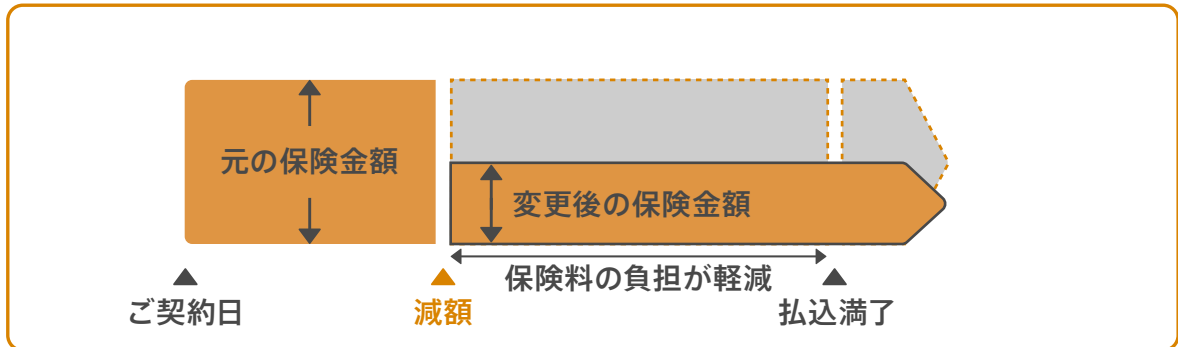 元の保険金額
変更後の保険金額
保険料の負担が軽減
ご契約日
減額
払込満了